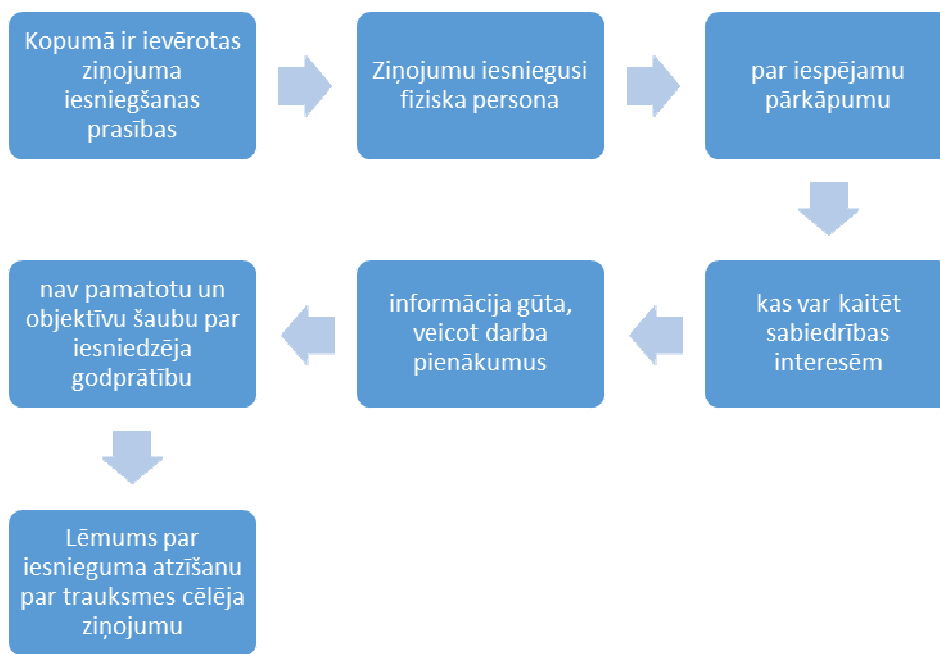 Kopumā ir ievērotas
ziņojuma
iesniegšanas
prasības
Ziņojumu iesniegusi
fiziska persona
par iespējamu
pārkāpumu
kas var kaitēt
sabiedrības
interesēm
informācija gūta,
veicot darba
pienākumus
nav pamatotu un
objektīvu šaubu par
iesniedzēja
godprātību
Lēmums par
iesnieguma atzīšanu
par trauksmes cēlēja
ziņojumu